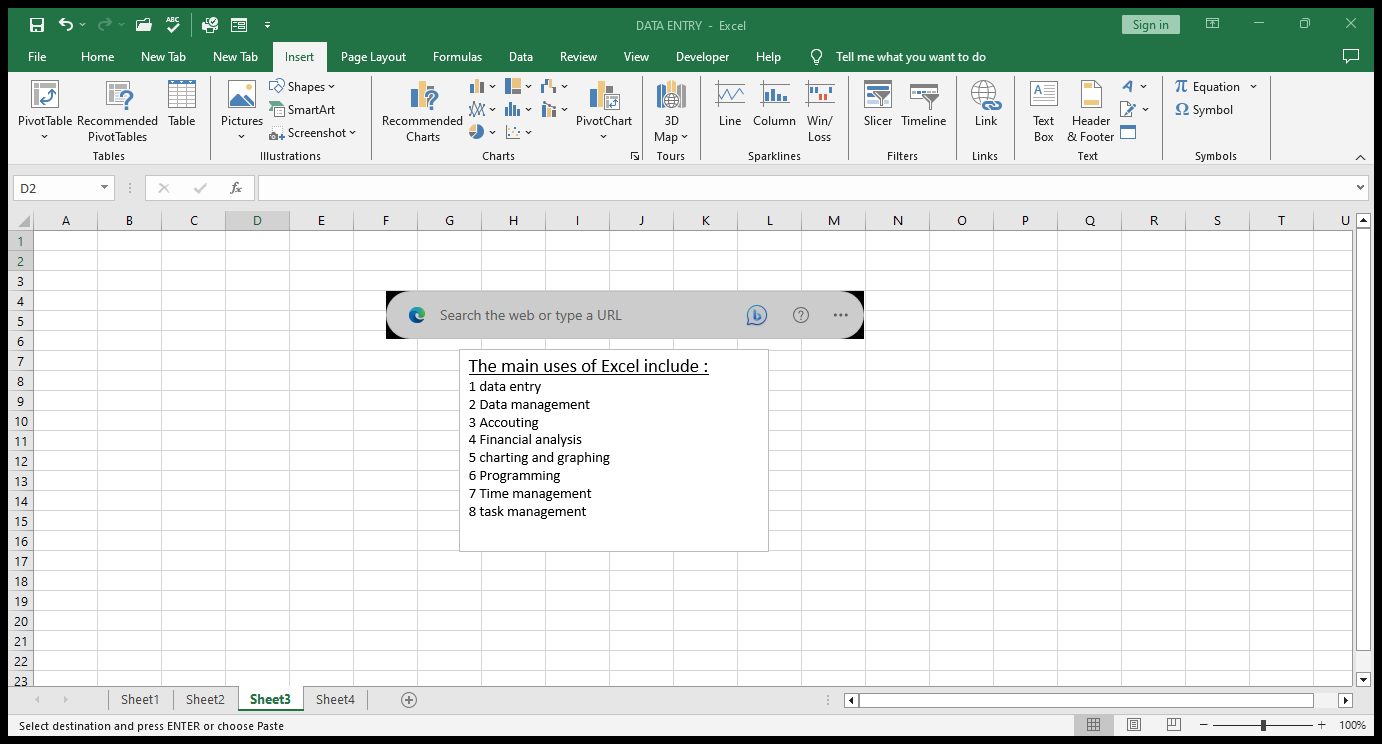 DATA ENTRY - Excel
Sign in
File Home New Tab New Tab Insert Page Layout Formulas Data Review View Developer Help Tell me what you want to do
PivotTable
Recommended
PivotTables
Table
Tables
Pictures
Shapes
SmartArt
Screenshot
Illustrations
Recommended
Charts
PivotChart
Charts
3D
Map
Tours
Line
Column
Win/
Loss
Sparklines
Slicer
Timeline
Filters
Link
Links
Text
Box
Header
& Footer
Text
Equation
Symbol
Symbols
D2
fx
A B C D E F G H I J K L M N O P Q R S T U
1
2
3
4
5
6
7
8
9
10
11
12
13
14
15
16
17
18
19
20
21
22
23
Search the web or type a URL
The main uses of Excel include :
1 data entry
2 Data management
3 Accouting
4 Financial analysis
5 charting and graphing
6 Programming
7 Time management
8 task management
Sheet1 Sheet2 Sheet3 Sheet4
Select destination and press ENTER or choose Paste
100%